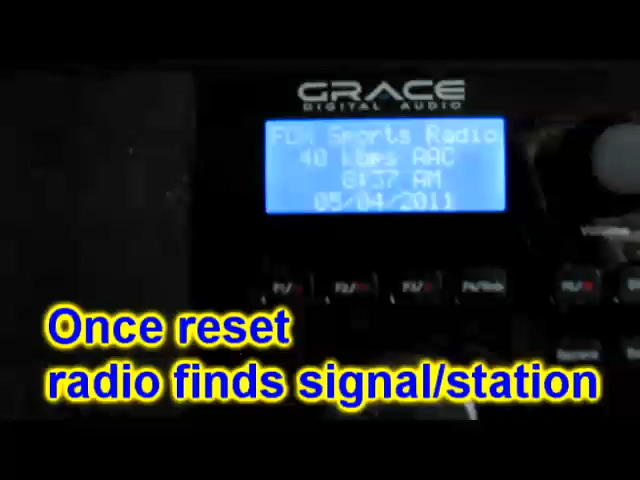 GRACE
DIGITAL AUDIO
FOX Sports Radio
40 kbps AAC
8:37 AM
05/04/2011
Once reset
radio finds signal/station